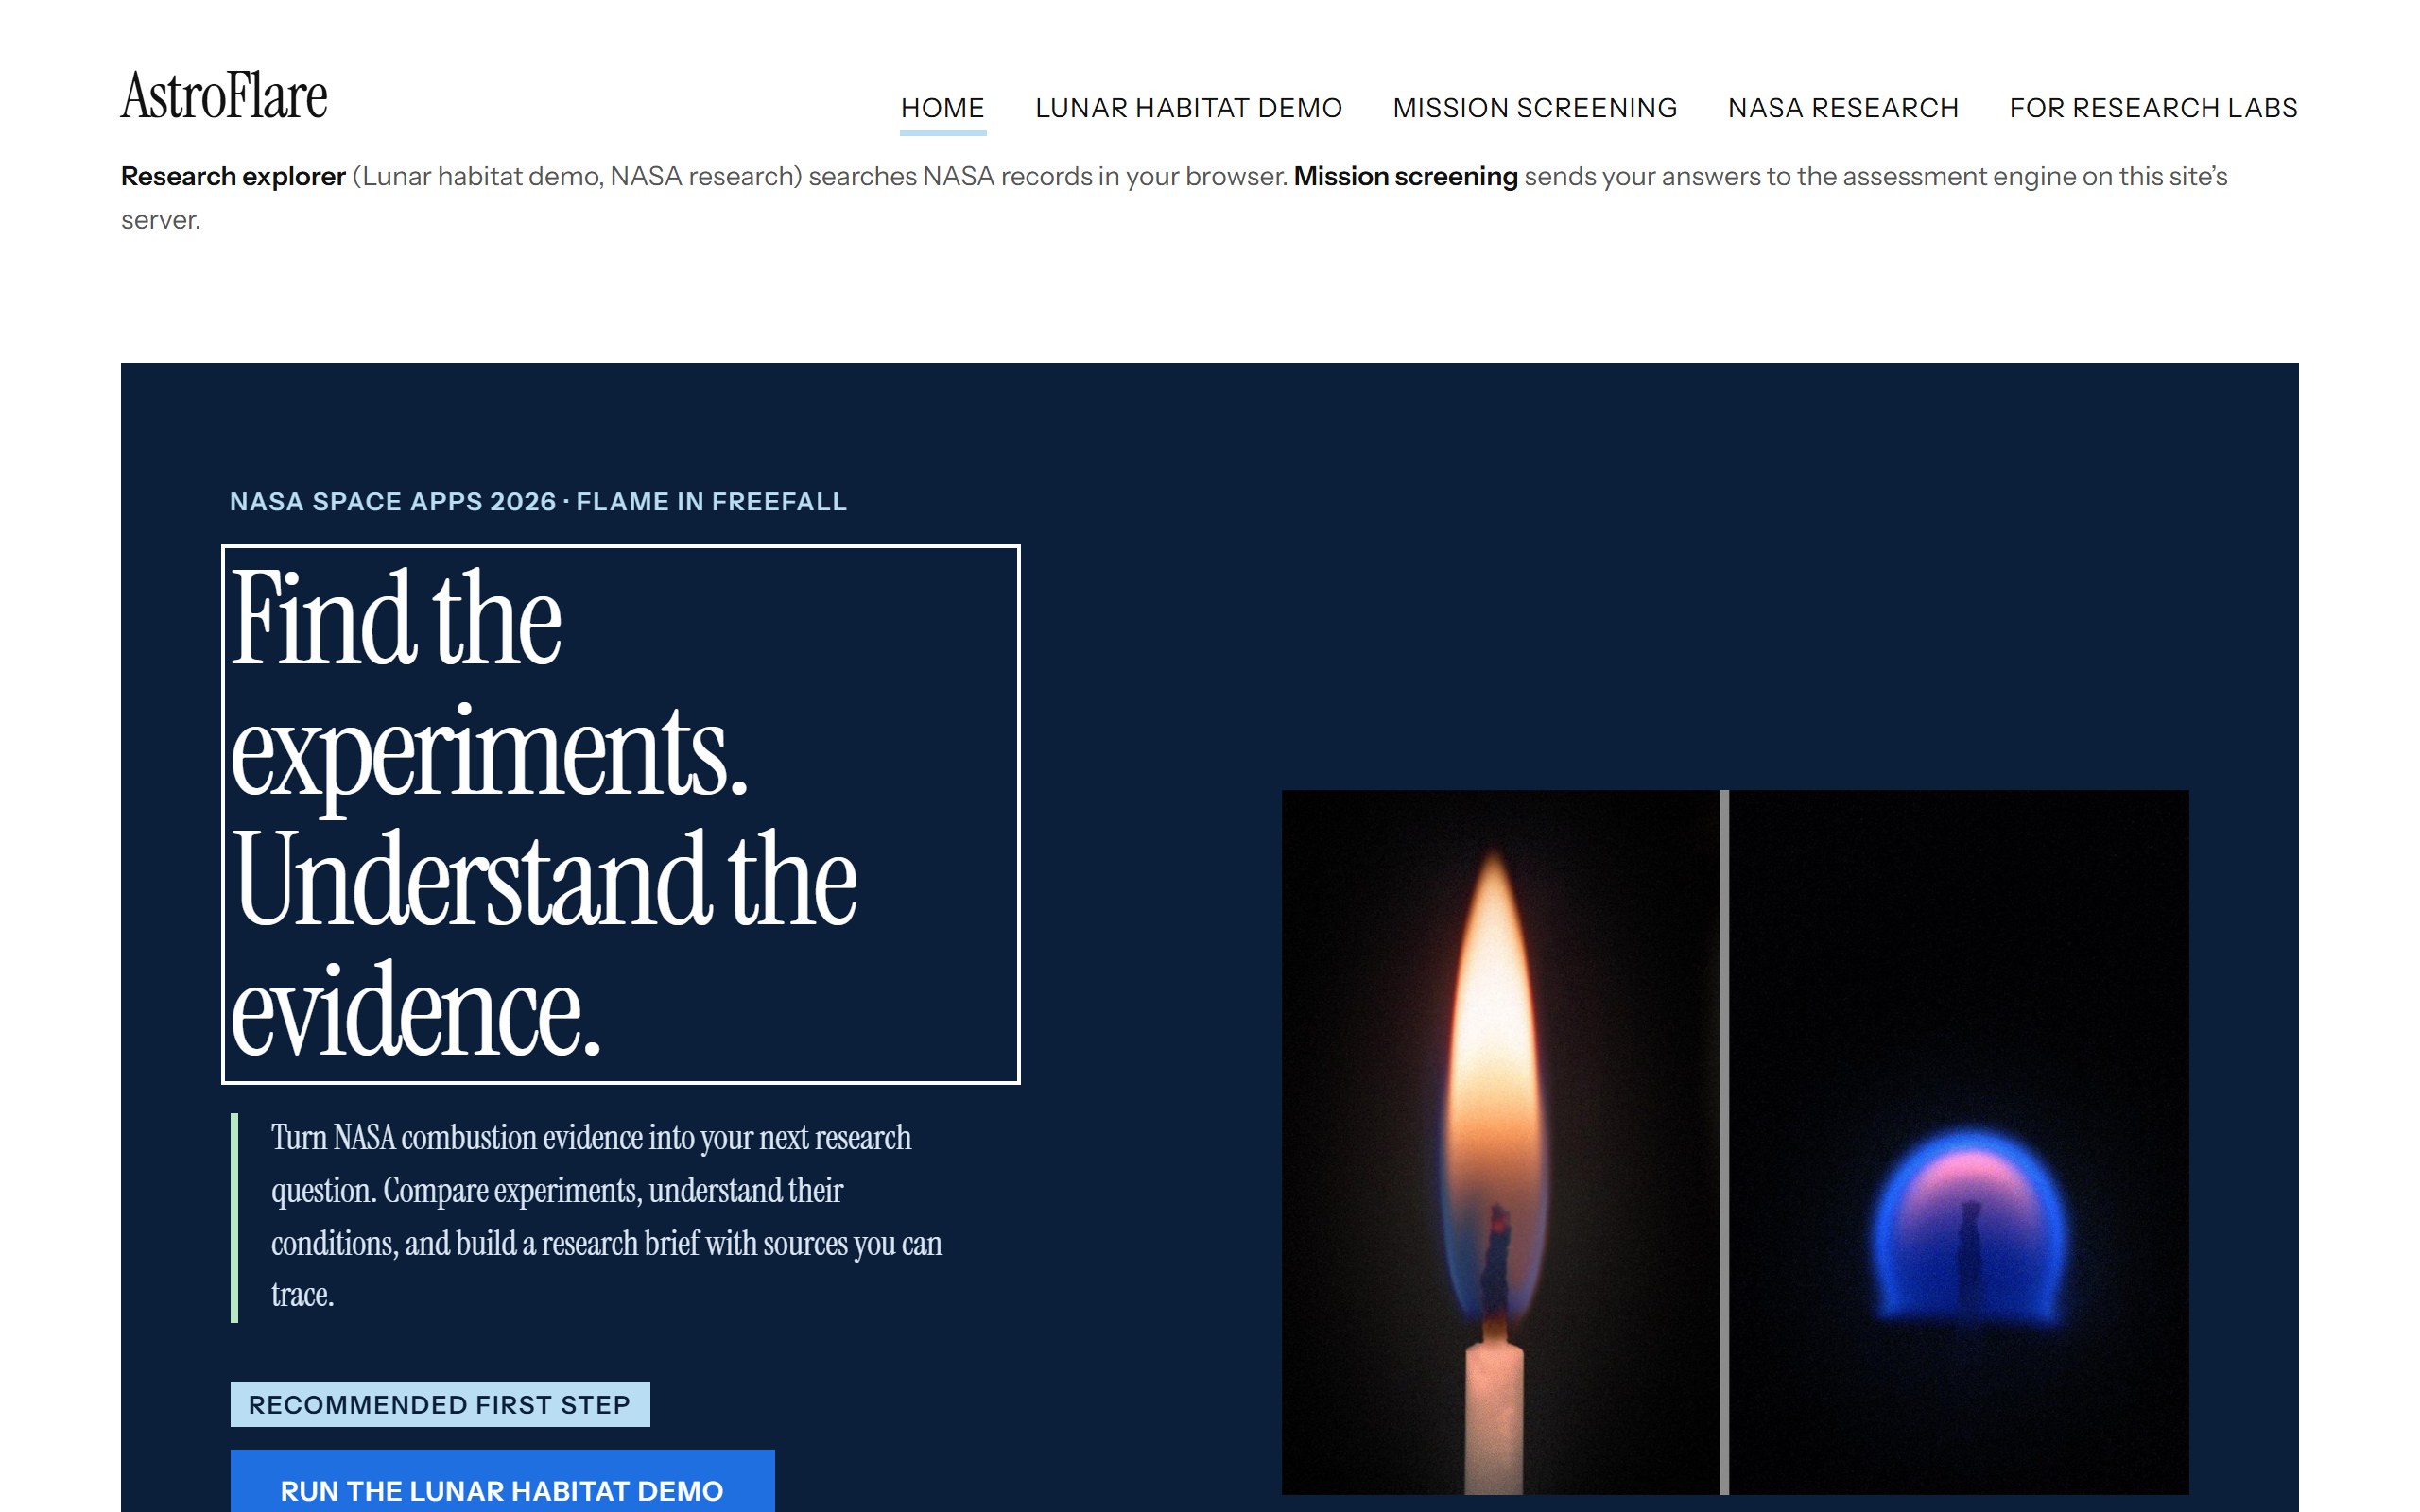 AstroFlare
HOME LUNAR HABITAT DEMO MISSION SCREENING NASA RESEARCH FOR RESEARCH LABS
Research explorer (Lunar habitat demo, NASA research) searches NASA records in your browser. Mission screening sends your answers to the assessment engine on this site’s
server.
NASA SPACE APPS 2026 · FLAME IN FREEFALL
Find the
experiments.
Understand the
evidence.
Turn NASA combustion evidence into your next research
question. Compare experiments, understand their
conditions, and build a research brief with sources you can
trace.
RECOMMENDED FIRST STEP
RUN THE LUNAR HABITAT DEMO